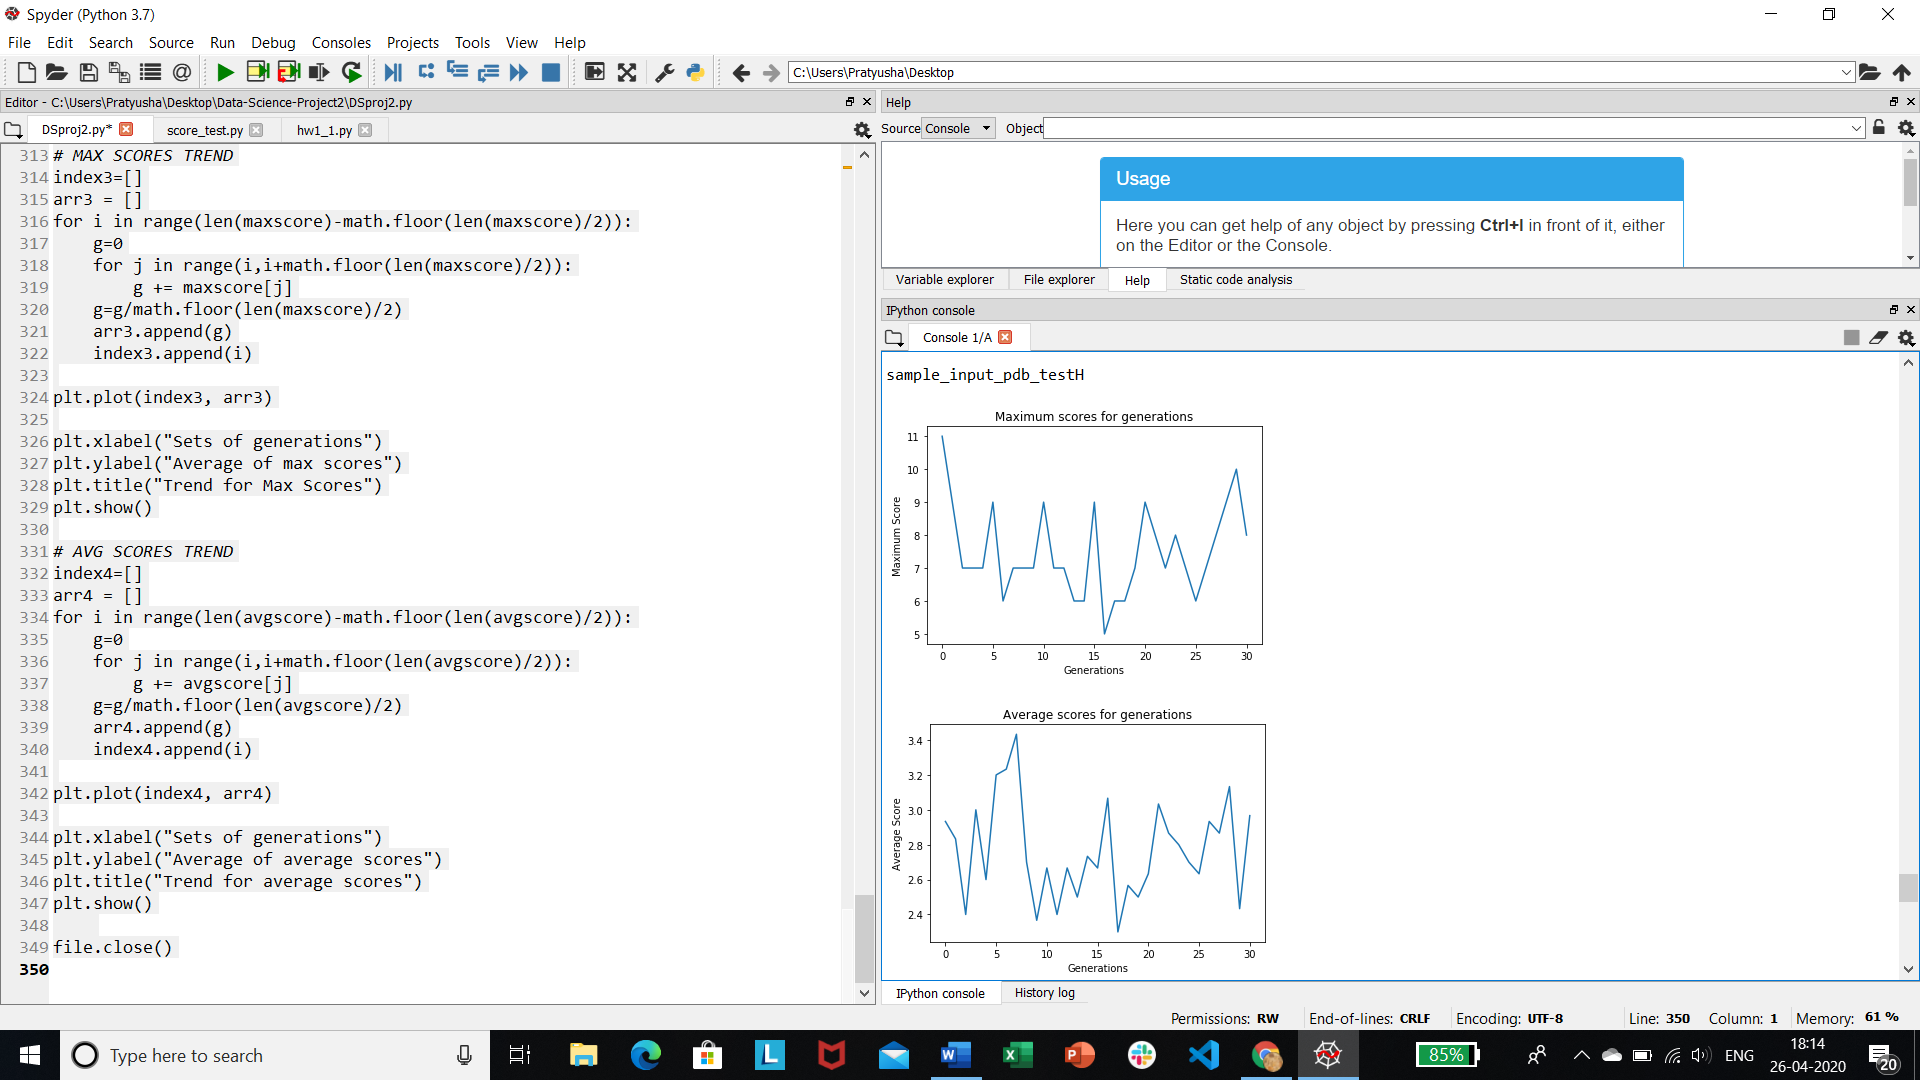 Spyder (Python 3.7)
File Edit Search Source Run Debug Consoles Projects Tools View Help
C:\Users\Pratyusha\Desktop
Editor - C:\Users\Pratyusha\Desktop\Data-Science-Project2\DSproj2.py
DSproj2.py* score_test.py hw1_1.py
313 # MAX SCORES TREND
314 index3=[]
315 arr3 = []
316 for i in range(len(maxscore)-math.floor(len(maxscore)/2)):
317 g=0
318 for j in range(i,i+math.floor(len(maxscore)/2)):
319 g += maxscore[j]
320 g=g/math.floor(len(maxscore)/2)
321 arr3.append(g)
322 index3.append(i)
323
324 plt.plot(index3, arr3)
325
326 plt.xlabel("Sets of generations")
327 plt.ylabel("Average of max scores")
328 plt.title("Trend for Max Scores")
329 plt.show()
330
331 # AVG SCORES TREND
332 index4=[]
333 arr4 = []
334 for i in range(len(avgscore)-math.floor(len(avgscore)/2)):
335 g=0
336 for j in range(i,i+math.floor(len(avgscore)/2)):
337 g += avgscore[j]
338 g=g/math.floor(len(avgscore)/2)
339 arr4.append(g)
340 index4.append(i)
341
342 plt.plot(index4, arr4)
343
344 plt.xlabel("Sets of generations")
345 plt.ylabel("Average of average scores")
346 plt.title("Trend for average scores")
347 plt.show()
348
349 file.close()
350
Help
Source Console Object
Usage
Here you can get help of any object by pressing Ctrl+I in front of it, either
on the Editor or the Console.
Variable explorer File explorer Help Static code analysis
IPython console
Console 1/A
sample_input_pdb_testH
Maximum scores for generations
Maximum Score
11
10
9
8
7
6
5
0 5 10 15 20 25 30
Generations
Average scores for generations
Average Score
3.4
3.2
3.0
2.8
2.6
2.4
0 5 10 15 20 25 30
Generations
IPython console History log
Permissions: RW End-of-lines: CRLF Encoding: UTF-8 Line: 350 Column: 1 Memory: 61 %
Type here to search
85%
ENG
18:14
26-04-2020
20